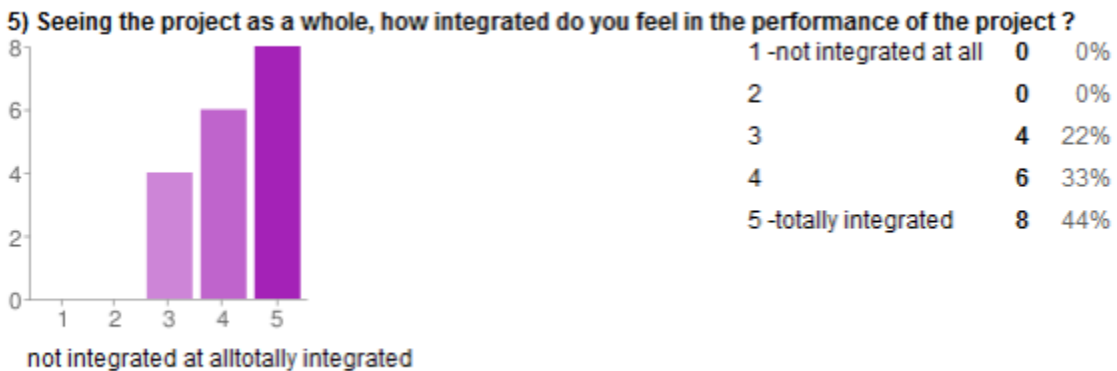 5) Seeing the project as a whole, how integrated do you feel in the performance of the project ?
8
6
4
2
0
1 2 3 4 5
not integrated at alltotally integrated
1 -not integrated at all 0 0%
2 0 0%
3 4 22%
4 6 33%
5 -totally integrated 8 44%